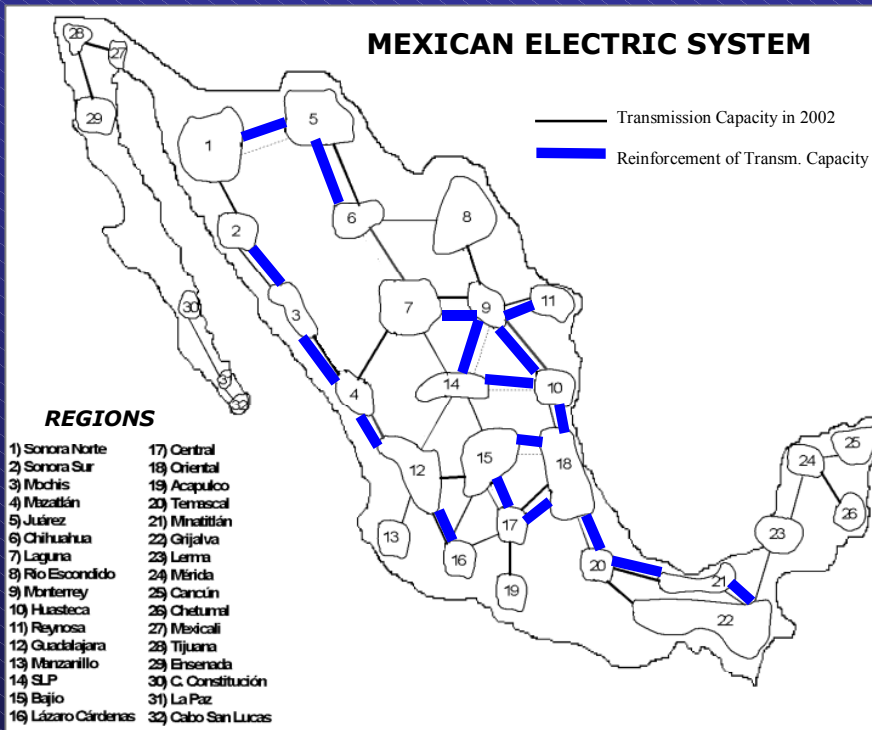 MEXICAN ELECTRIC SYSTEM
Transmission Capacity in 2002
Reinforcement of Transm. Capacity
28
27
29
5
1
8
6
2
30
11
7
9
3
31
32
14
10
4
15
18
12
24
25
17
26
13
23
16
20
21
19
22
REGIONS
1) Sonora Norte
2) Sonora Sur
3) Mochis
4) Mazatlán
5) Juárez
6) Chihuahua
7) Laguna
8) Río Escondido
9) Monterrey
10) Huasteca
11) Reynosa
12) Guadalajara
13) Manzanillo
14) SLP
15) Bajío
16) Lázaro Cárdenas
17) Central
18) Oriental
19) Acapulco
20) Temascal
21) Minatitlán
22) Grijalva
23) Lerma
24) Mérida
25) Cancún
26) Chetumal
27) Mexicali
28) Tijuana
29) Ensenada
30) C. Constitución
31) La Paz
32) Cabo San Lucas